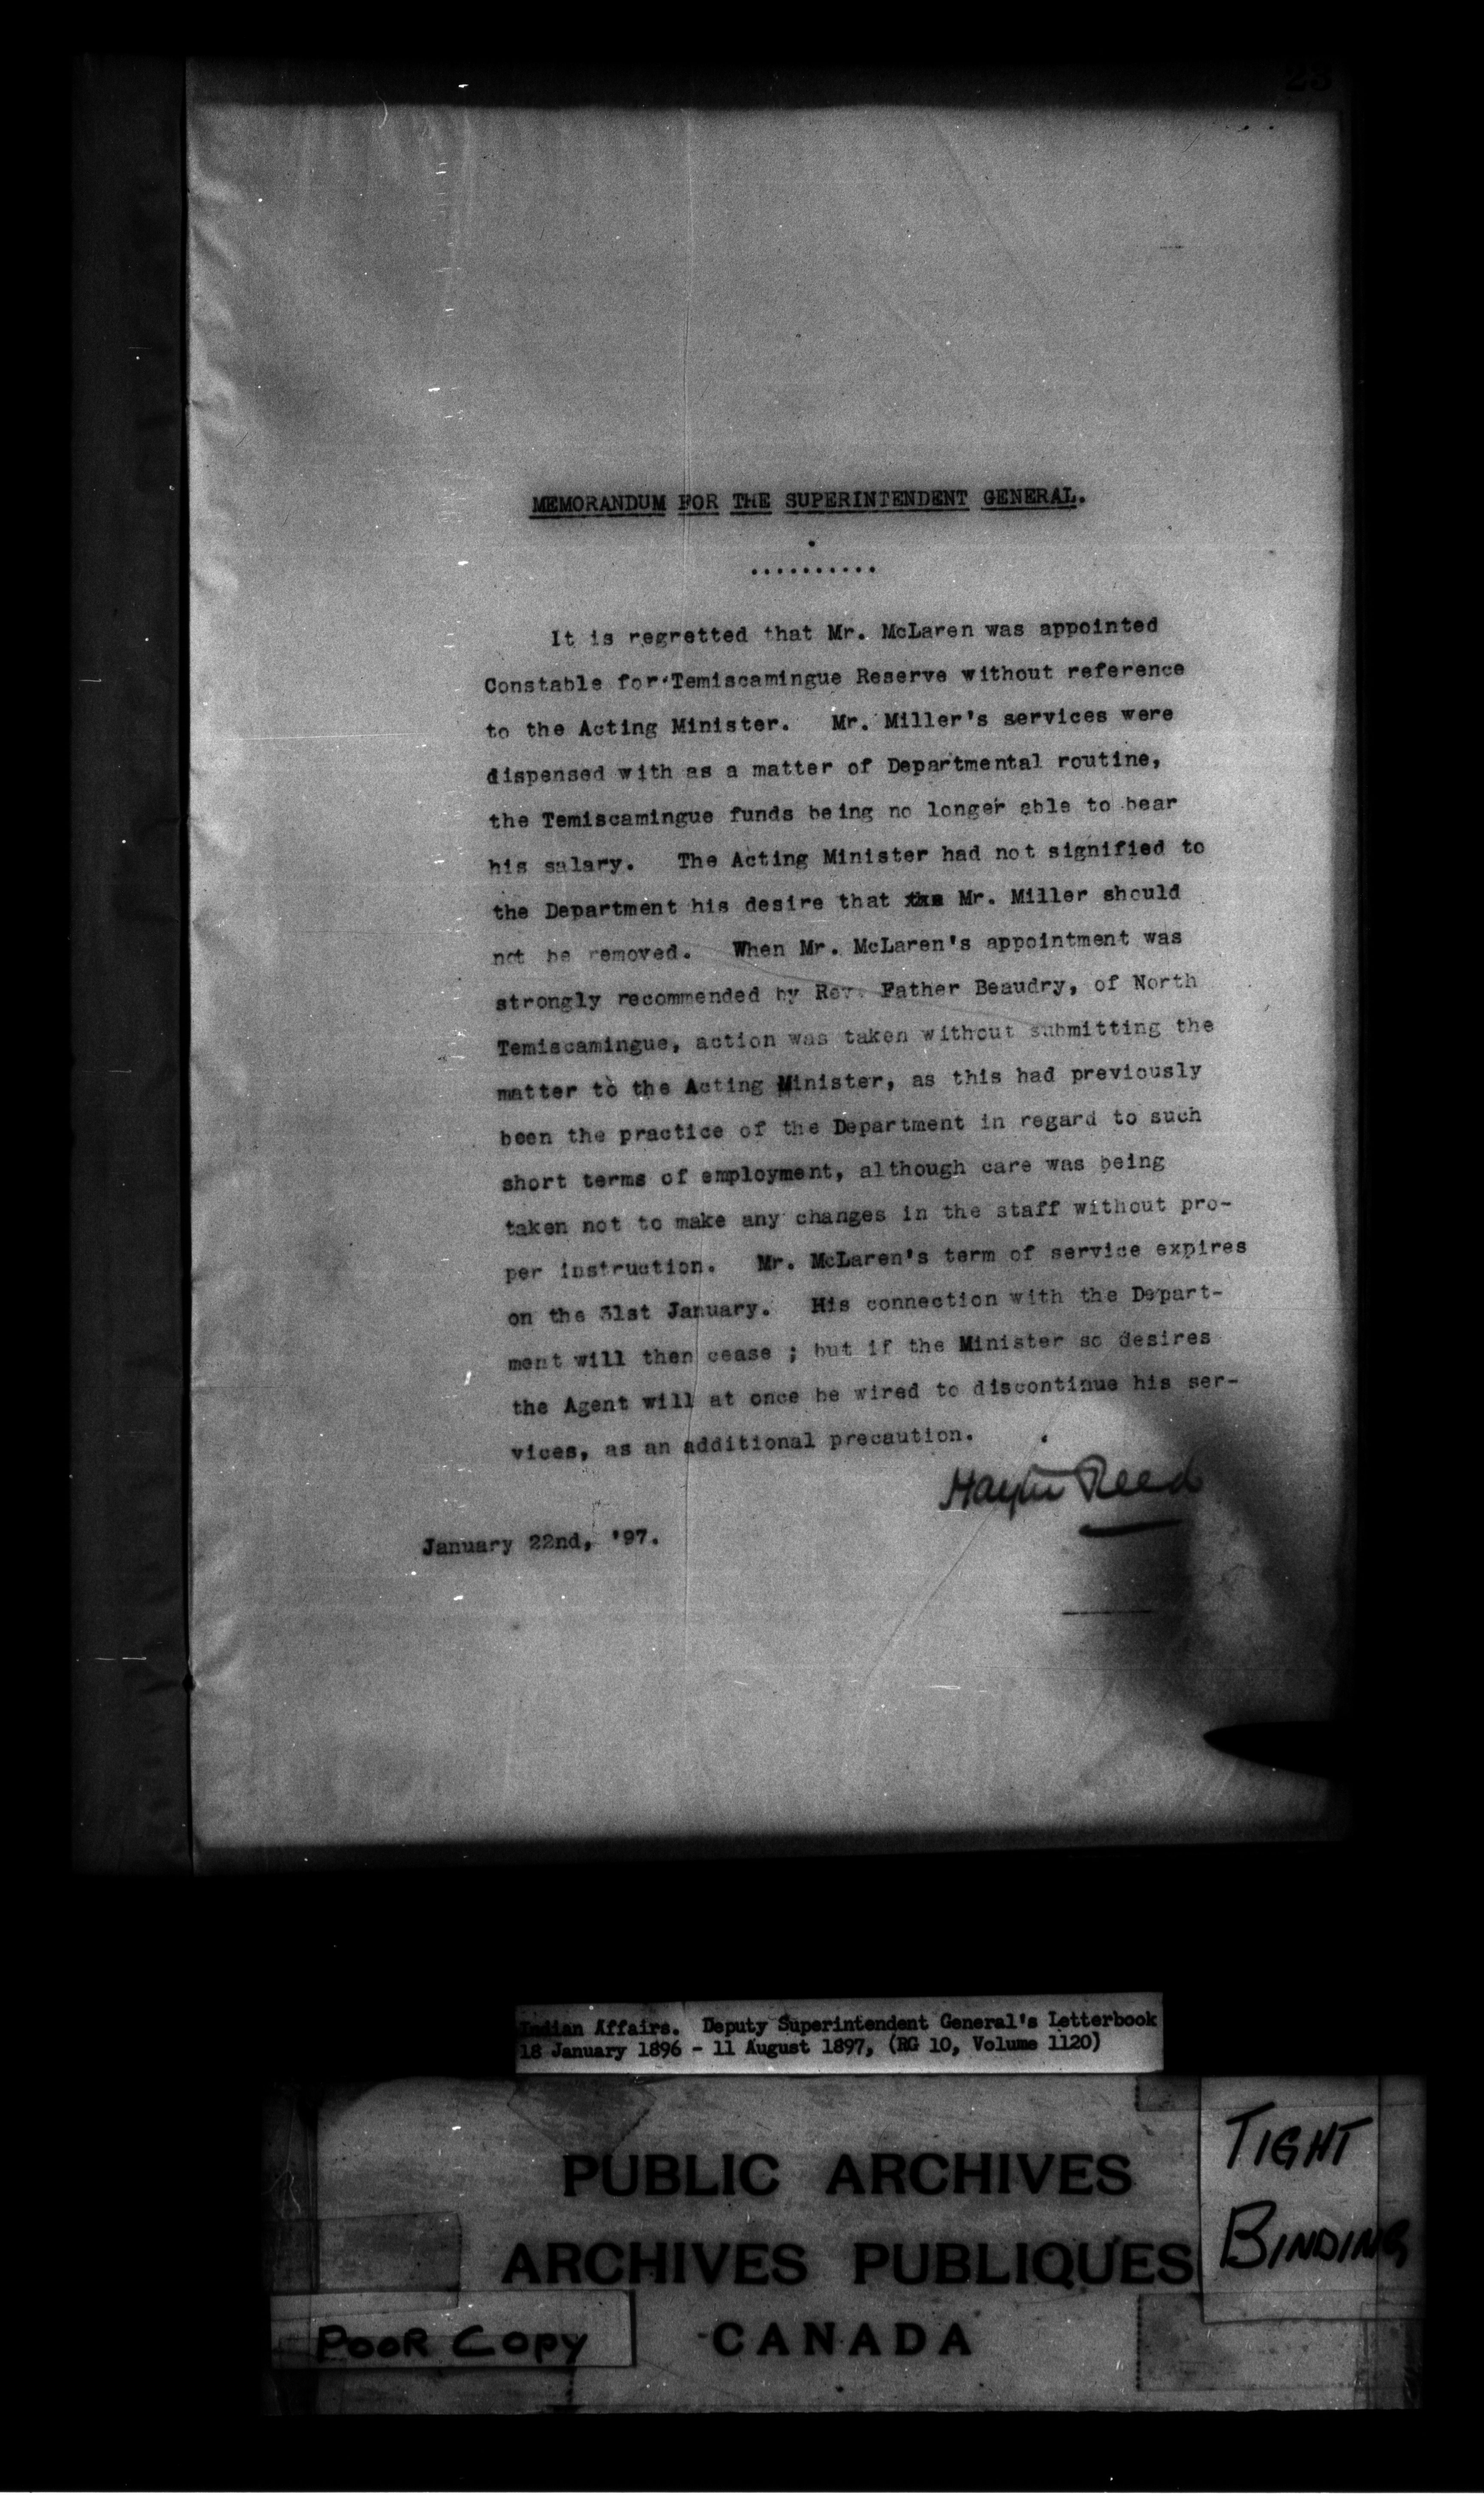 23
MEMORANDUM FOR THE SUPERINTENDENT GENERAL.
..........
It is regretted that Mr. McLaren was appointed
Constable for Temiscamingue Reserve without reference
to the Acting Minister. Mr. Miller's services were
dispensed with as a matter of Departmental routine,
the Temiscamingue funds being no longer able to bear
his salary. The Acting Minister had not signified to
the Department his desire that the Mr. Miller should
not be removed. When Mr. McLaren's appointment was
strongly recommended by Rev. Father Beaudry, of North
Temiscamingue, action was taken without submitting the
matter to the Acting Minister, as this had previously
been the practice of the Department in regard to such
short terms of employment, although care was being
taken not to make any changes in the staff without pro-
per instruction. Mr. McLaren's term of service expires
on the 31st January. His connection with the Depart-
ment will then cease ; but if the Minister so desires
the Agent will at once be wired to discontinue his ser-
vices, as an additional precaution.
Hayter Reed
January 22nd, '97.
Indian Affairs. Deputy Superintendent General's Letterbook
18 January 1896 - 11 August 1897, (RG 10, Volume 1120)
PUBLIC ARCHIVES
ARCHIVES PUBLIQUES
CANADA
TIGHT
BINDING
POOR COPY